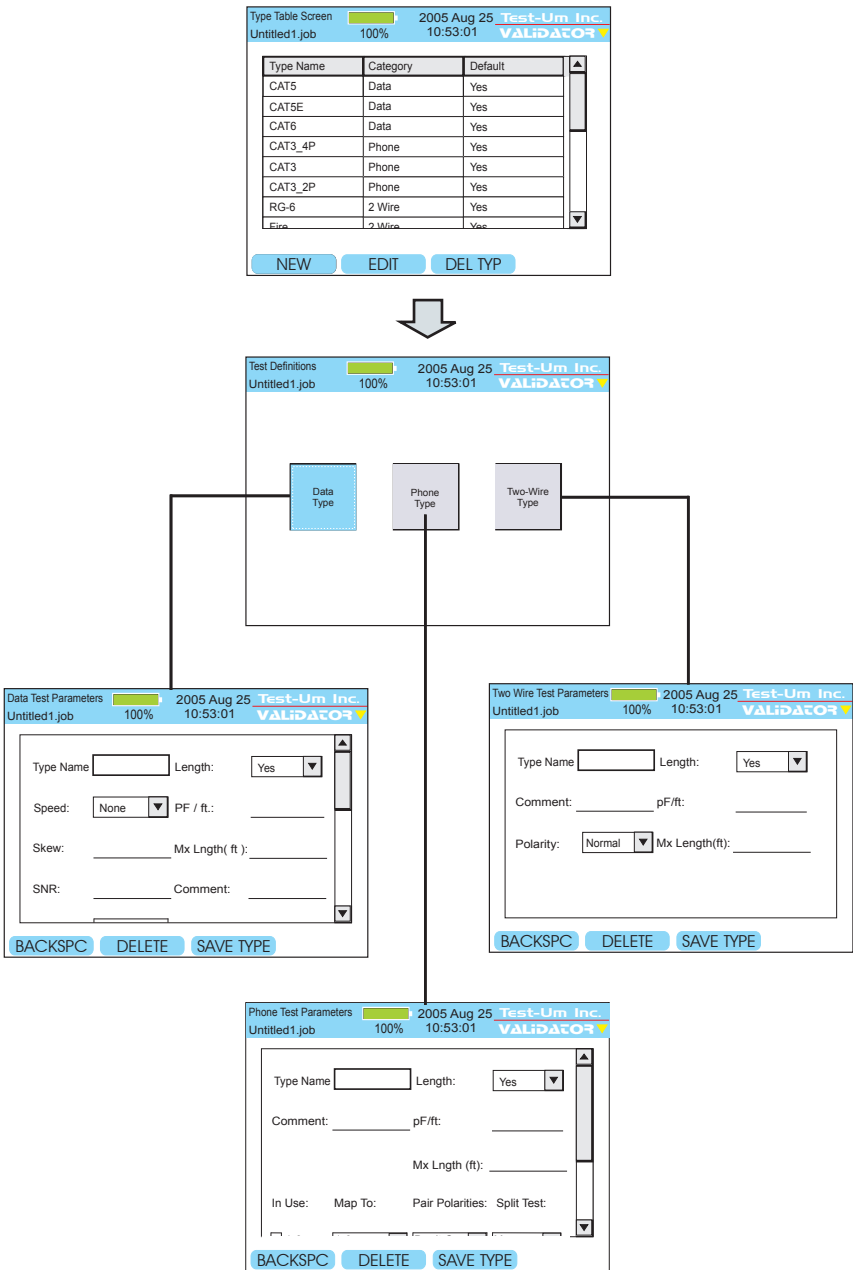 Type Table Screen 2005 Aug 25 Test-Um Inc.
Untitled1.job 100% 10:53:01 VALiDATOR
Type Name Category Default
CAT5 Data Yes
CAT5E Data Yes
CAT6 Data Yes
CAT3_4P Phone Yes
CAT3 Phone Yes
CAT3_2P Phone Yes
RG-6 2 Wire Yes
Fire 2 Wire Yes
NEW EDIT DEL TYP
Test Definitions 2005 Aug 25 Test-Um Inc.
Untitled1.job 100% 10:53:01 VALiDATOR
Data
Type
Phone
Type
Two-Wire
Type
Data Test Parameters 2005 Aug 25 Test-Um Inc.
Untitled1.job 100% 10:53:01 VALiDATOR
Type Name Length: Yes
Speed: None PF / ft.:
Skew: Mx Lngth( ft ):
SNR: Comment:
BACKSPC DELETE SAVE TYPE
Two Wire Test Parameters 2005 Aug 25 Test-Um Inc.
Untitled1.job 100% 10:53:01 VALiDATOR
Type Name Length: Yes
Comment: pF/ft:
Polarity: Normal Mx Length(ft):
BACKSPC DELETE SAVE TYPE
Phone Test Parameters 2005 Aug 25 Test-Um Inc.
Untitled1.job 100% 10:53:01 VALiDATOR
Type Name Length: Yes
Comment: pF/ft:
Mx Lngth (ft):
In Use: Map To: Pair Polarities: Split Test:
BACKSPC DELETE SAVE TYPE